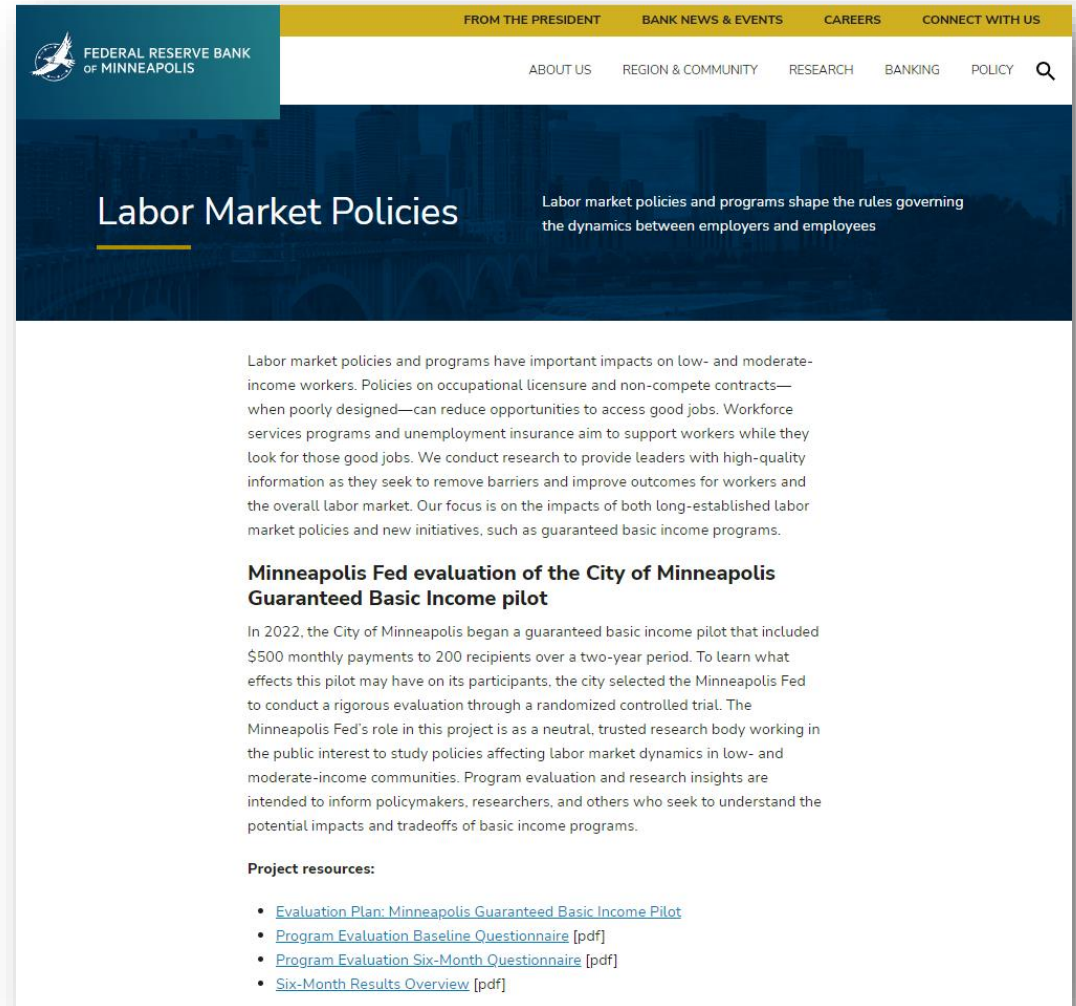 FROM THE PRESIDENT BANK NEWS & EVENTS CAREERS CONNECT WITH US
FEDERAL RESERVE BANK
OF MINNEAPOLIS
ABOUT US REGION & COMMUNITY RESEARCH BANKING POLICY
Labor Market Policies
Labor market policies and programs shape the rules governing
the dynamics between employers and employees
Labor market policies and programs have important impacts on low- and moderate-
income workers. Policies on occupational licensure and non-compete contracts—
when poorly designed—can reduce opportunities to access good jobs. Workforce
services programs and unemployment insurance aim to support workers while they
look for those good jobs. We conduct research to provide leaders with high-quality
information as they seek to remove barriers and improve outcomes for workers and
the overall labor market. Our focus is on the impacts of both long-established labor
market policies and new initiatives, such as guaranteed basic income programs.
Minneapolis Fed evaluation of the City of Minneapolis
Guaranteed Basic Income pilot
In 2022, the City of Minneapolis began a guaranteed basic income pilot that included
$500 monthly payments to 200 recipients over a two-year period. To learn what
effects this pilot may have on its participants, the city selected the Minneapolis Fed
to conduct a rigorous evaluation through a randomized controlled trial. The
Minneapolis Fed's role in this project is as a neutral, trusted research body working in
the public interest to study policies affecting labor market dynamics in low- and
moderate-income communities. Program evaluation and research insights are
intended to inform policymakers, researchers, and others who seek to understand the
potential impacts and tradeoffs of basic income programs.
Project resources:
• Evaluation Plan: Minneapolis Guaranteed Basic Income Pilot
• Program Evaluation Baseline Questionnaire [pdf]
• Program Evaluation Six-Month Questionnaire [pdf]
• Six-Month Results Overview [pdf]